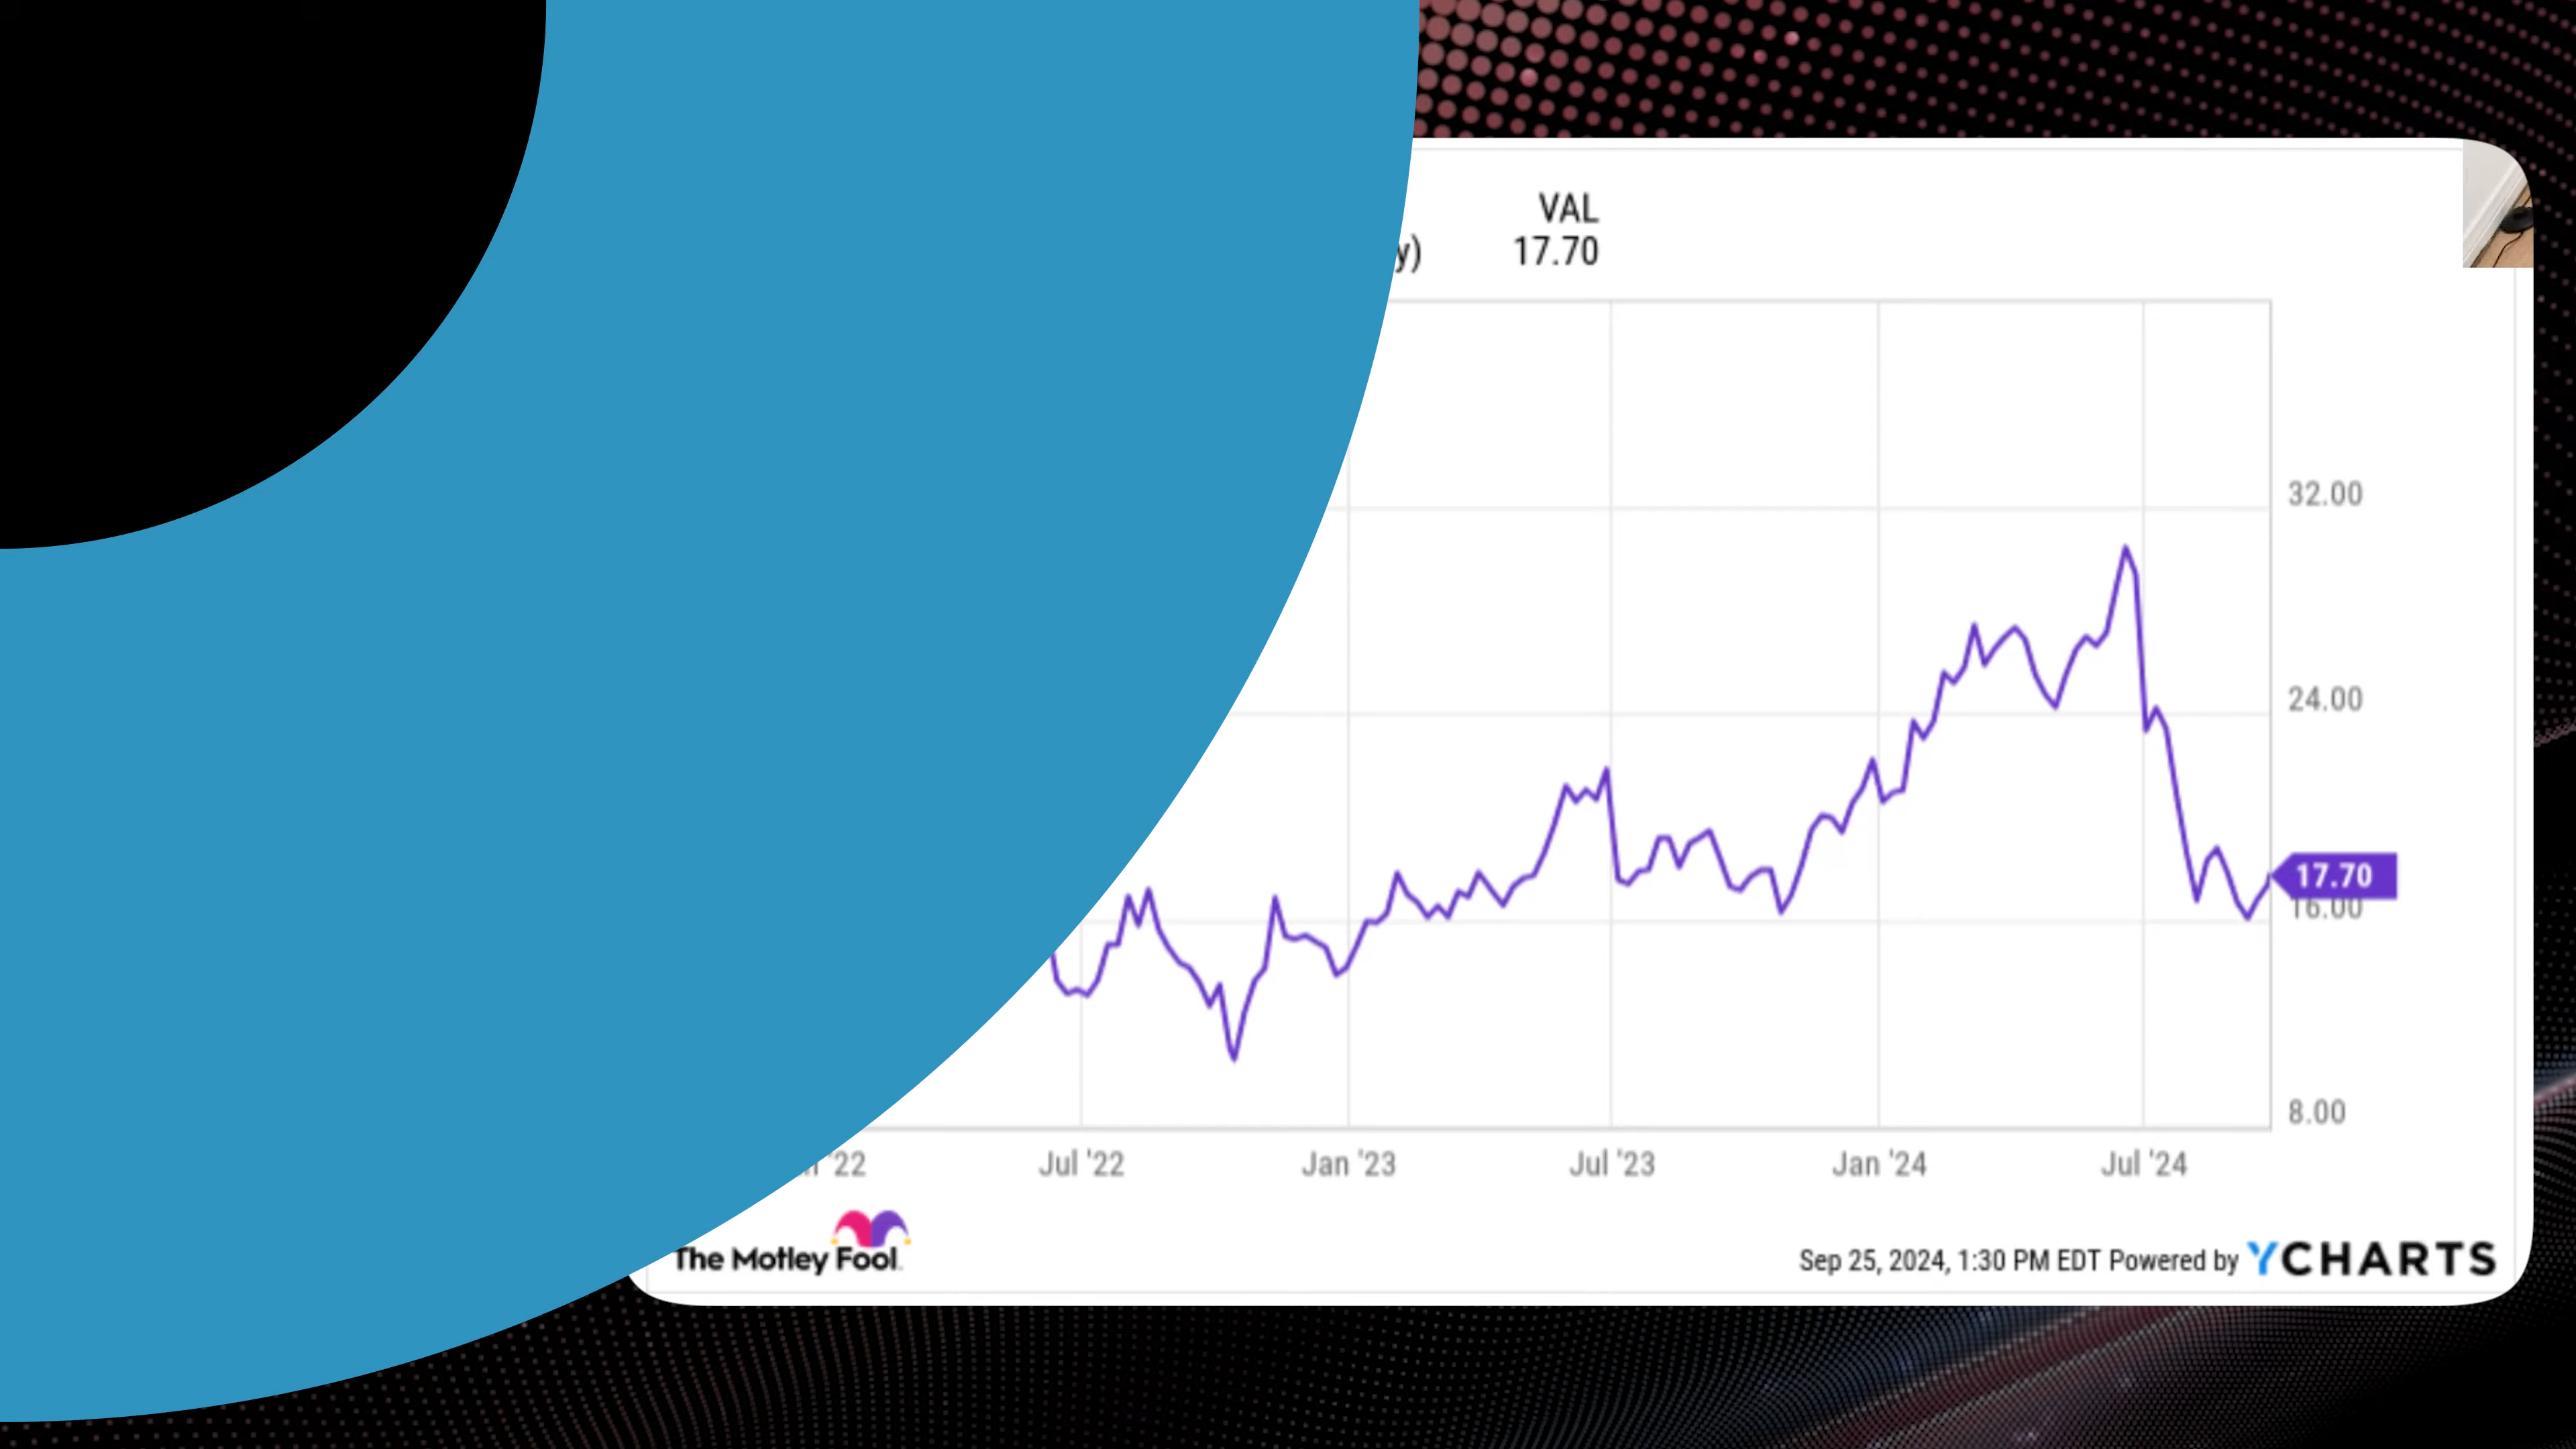 VAL
y) 17.70
32.00
24.00
17.70
16.00
8.00
'22 Jul '22 Jan '23 Jul '23 Jan '24 Jul '24
The Motley Fool.
Sep 25, 2024, 1:30 PM EDT Powered by YCHARTS